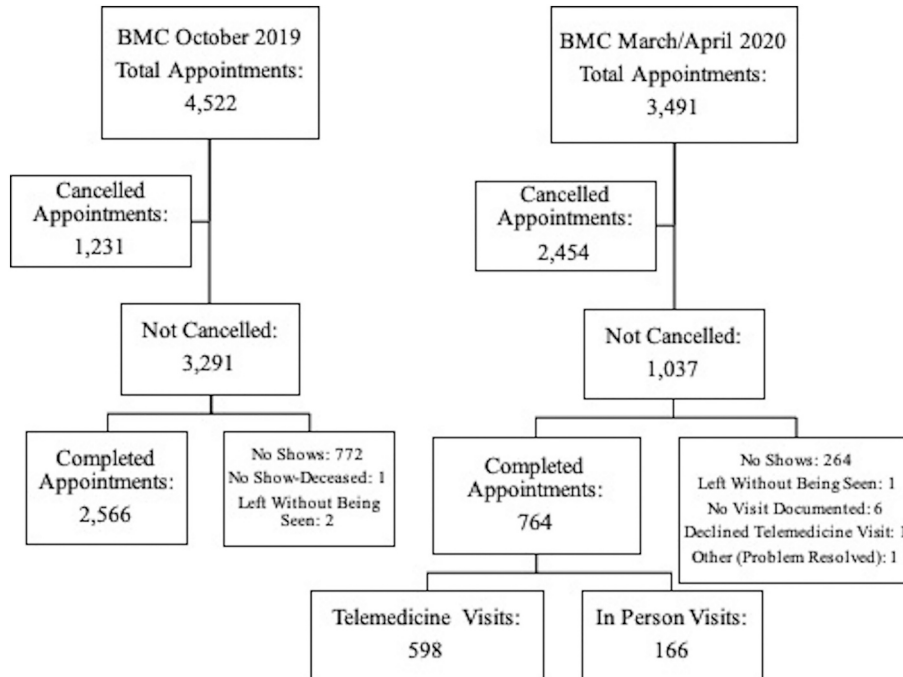 BMC October 2019
Total Appointments:
4,522
Cancelled
Appointments:
1,231
Not Cancelled:
3,291
Completed
Appointments:
2,566
No Shows: 772
No Show-Deceased: 1
Left Without Being
Seen: 2
BMC March/April 2020
Total Appointments:
3,491
Cancelled
Appointments:
2,454
Not Cancelled:
1,037
Completed
Appointments:
764
No Shows: 264
Left Without Being Seen: 1
No Visit Documented: 6
Declined Telemedicine Visit: 1
Other (Problem Resolved): 1
Telemedicine Visits:
598
In Person Visits:
166